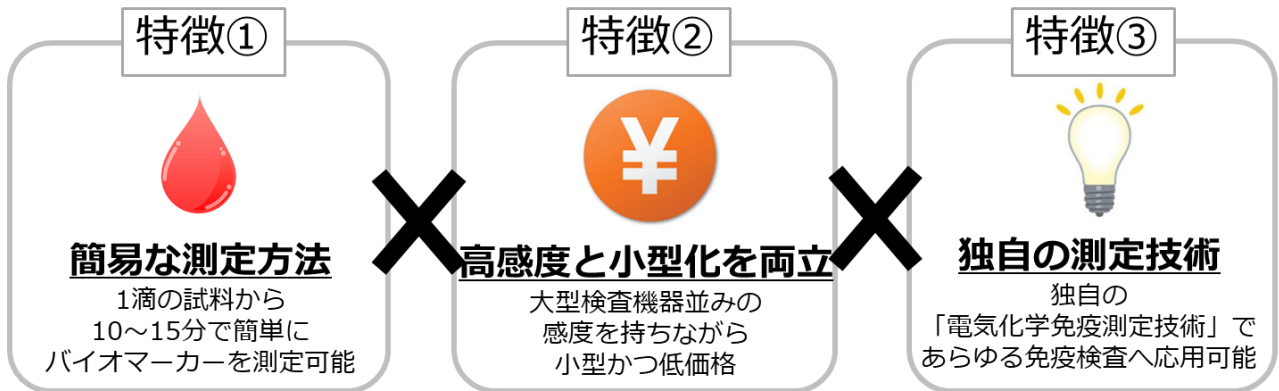 特徴①
簡易な測定方法
1滴の試料から
10～15分で簡単に
バイオマーカーを測定可能
特徴②
¥
高感度と小型化を両立
大型検査機器並みの
感度を持ちながら
小型かつ低価格
特徴③
独自の測定技術
独自の
「電気化学免疫測定技術」で
あらゆる免疫検査へ応用可能